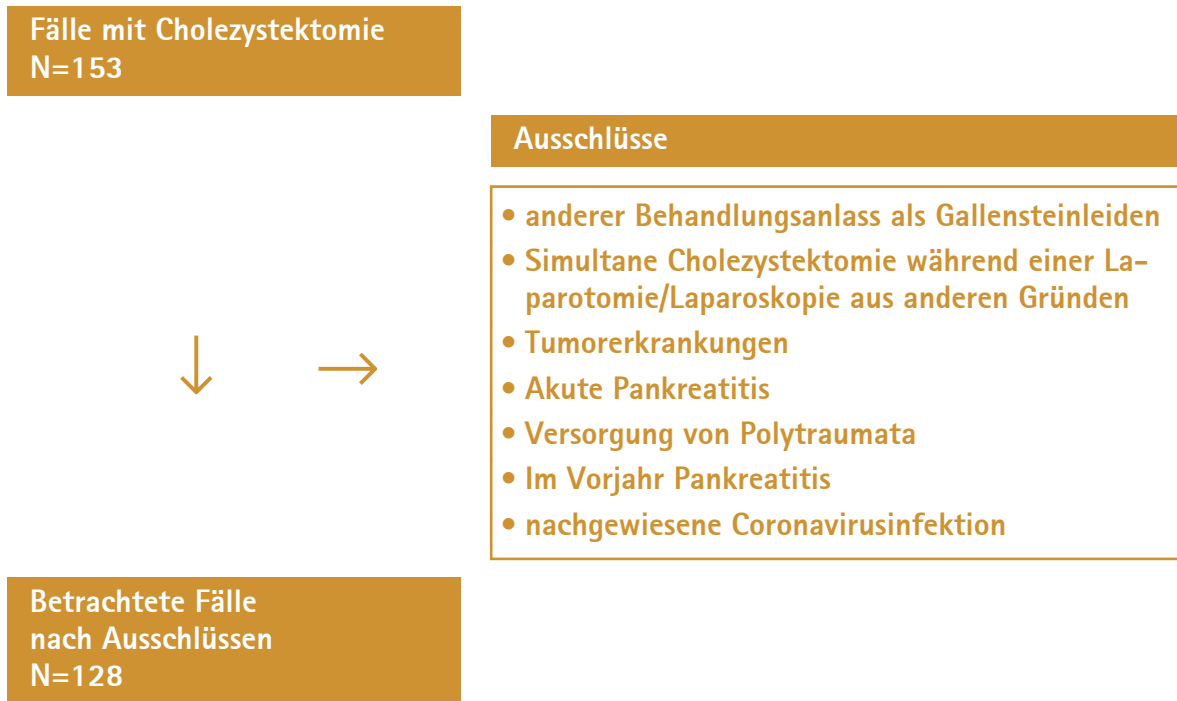 Fälle mit Cholezystektomie
N=153
Ausschlüsse
• anderer Behandlungsanlass als Gallensteinleiden
• Simultane Cholezystektomie während einer La-
parotomie/Laparoskopie aus anderen Gründen
• Tumorerkrankungen
• Akute Pankreatitis
• Versorgung von Polytraumata
• Im Vorjahr Pankreatitis
• nachgewiesene Coronavirusinfektion
Betrachtete Fälle
nach Ausschlüssen
N=128